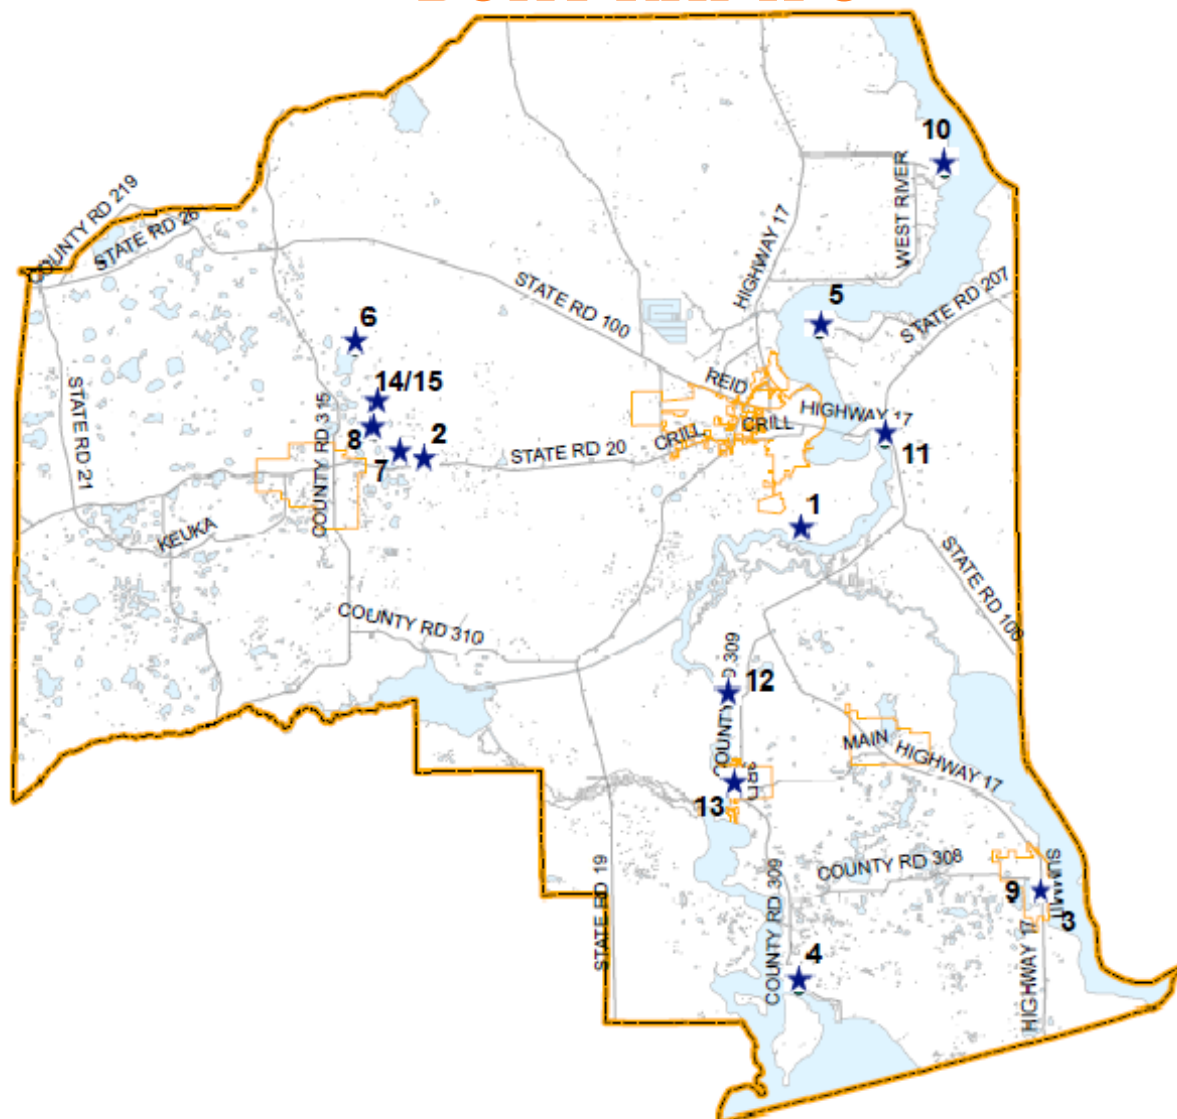 10
COUNTY RD 219
STATE RD 26
WEST RIVER
HIGHWAY 17
5
STATE RD 207
STATE RD 100
6
REID
14/15
STATE RD 21
COUNTY RD 315
8
7
2
STATE RD 20
CRILL
CRILL
HIGHWAY 17
11
KEUKA
1
STATE RD 100
COUNTY RD 310
COUNTY RD 309
12
MAIN
HIGHWAY 17
13
COUNTY RD 308
SUMMIT
9
3
STATE RD 19
COUNTY RD 309
4
HIGHWAY 17